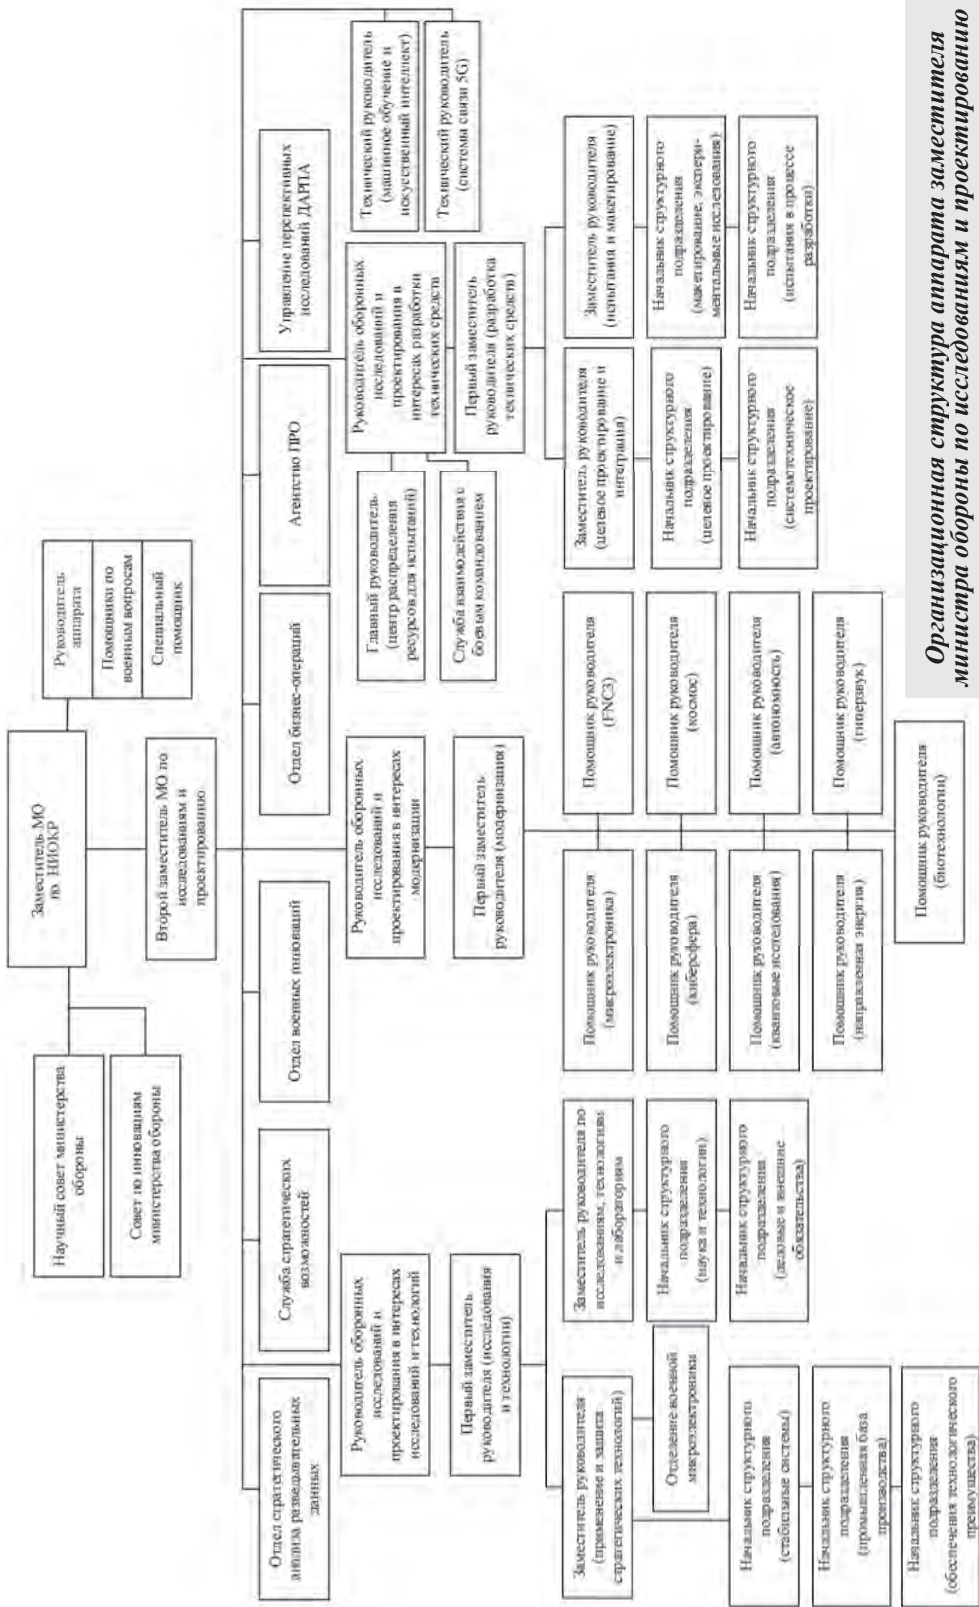 Заместитель МО
по НИОКР
Научный совет министерства
обороны
Совет по инновациям
министерства обороны
Руководитель
аппарата
Помощники по
военным вопросам
Специальный
помощник
Второй заместитель МО по
исследованиям и
проектированию
Отдел стратегического
анализа разведывательных
данных
Служба стратегических
возможностей
Отдел военных инноваций
Отдел бизнес-операций
Агентство ПРО
Управление перспективных
исследований ДАРПА
Руководитель оборонных
исследований и
проектирования в интересах
исследований и технологий
Первый заместитель
руководителя (исследования
и технологии)
Заместитель руководителя
(применение и защита
стратегических технологий)
Отделение военной
микроэлектроники
Начальник структурного
подразделения
(стабильные системы)
Начальник структурного
подразделения
(промышленная база
производства)
Начальник структурного
подразделения
(обеспечения технологического
преимущества)
Заместитель руководителя по
исследованиям, технологиям
и лабораториям
Начальник структурного
подразделения
(наука и технологии)
Начальник структурного
подразделения
(деловые и внешние
обязательства)
Руководитель оборонных
исследований и
проектирования в интересах
модернизации
Первый заместитель
руководителя (модернизация)
Помощник руководителя
(микроэлектроника)
Помощник руководителя
(FNC3)
Помощник руководителя
(киберсфера)
Помощник руководителя
(космос)
Помощник руководителя
(квантовые исследования)
Помощник руководителя
(автономность)
Помощник руководителя
(направленная энергия)
Помощник руководителя
(гиперзвук)
Помощник руководителя
(биотехнологии)
Главный руководитель
(центр распределения
ресурсов для испытаний)
Служба взаимодействия с
боевым командованием
Руководитель оборонных
исследований и
проектирования в
интересах разработки
технических средств
Первый заместитель
руководителя (разработка
технических средств)
Технический руководитель
(машинное обучение и
искусственный интеллект)
Технический руководитель
(системы связи 5G)
Заместитель руководителя
(целевое проектирование и
интеграция)
Начальник структурного
подразделения
(целевое проектирование)
Начальник структурного
подразделения
(системотехническое
проектирование)
Заместитель руководителя
(испытания и макетирование)
Начальник структурного
подразделения
(макетирование, экспери-
ментальные исследования)
Начальник структурного
подразделения
(испытания в процессе
разработки)
Организационная структура аппарата заместителя
министра обороны по исследованиям и проектированию